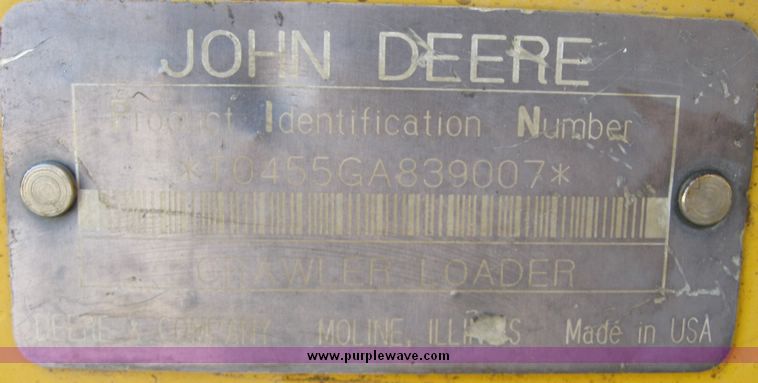 JOHN DEERE
Product Identification Number
*T0455GA839007*
CRAWLER LOADER
DEERE & COMPANY MOLINE, ILLINOIS Made in USA
www.purplewave.com